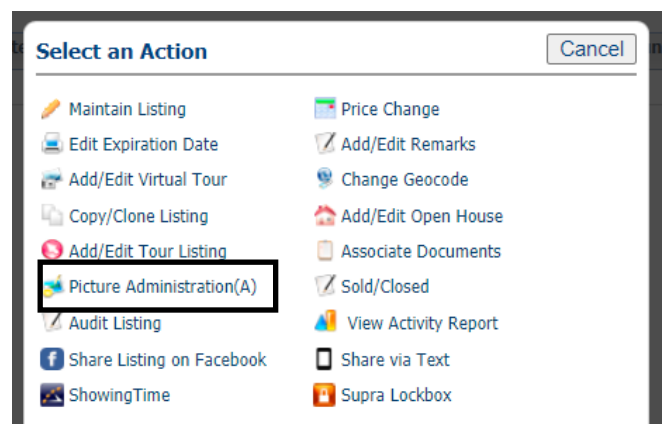 Select an Action
Cancel
Maintain Listing
Price Change
Edit Expiration Date
Add/Edit Remarks
Add/Edit Virtual Tour
Change Geocode
Copy/Clone Listing
Add/Edit Open House
Add/Edit Tour Listing
Associate Documents
Picture Administration(A)
Sold/Closed
Audit Listing
View Activity Report
Share Listing on Facebook
Share via Text
ShowingTime
Supra Lockbox